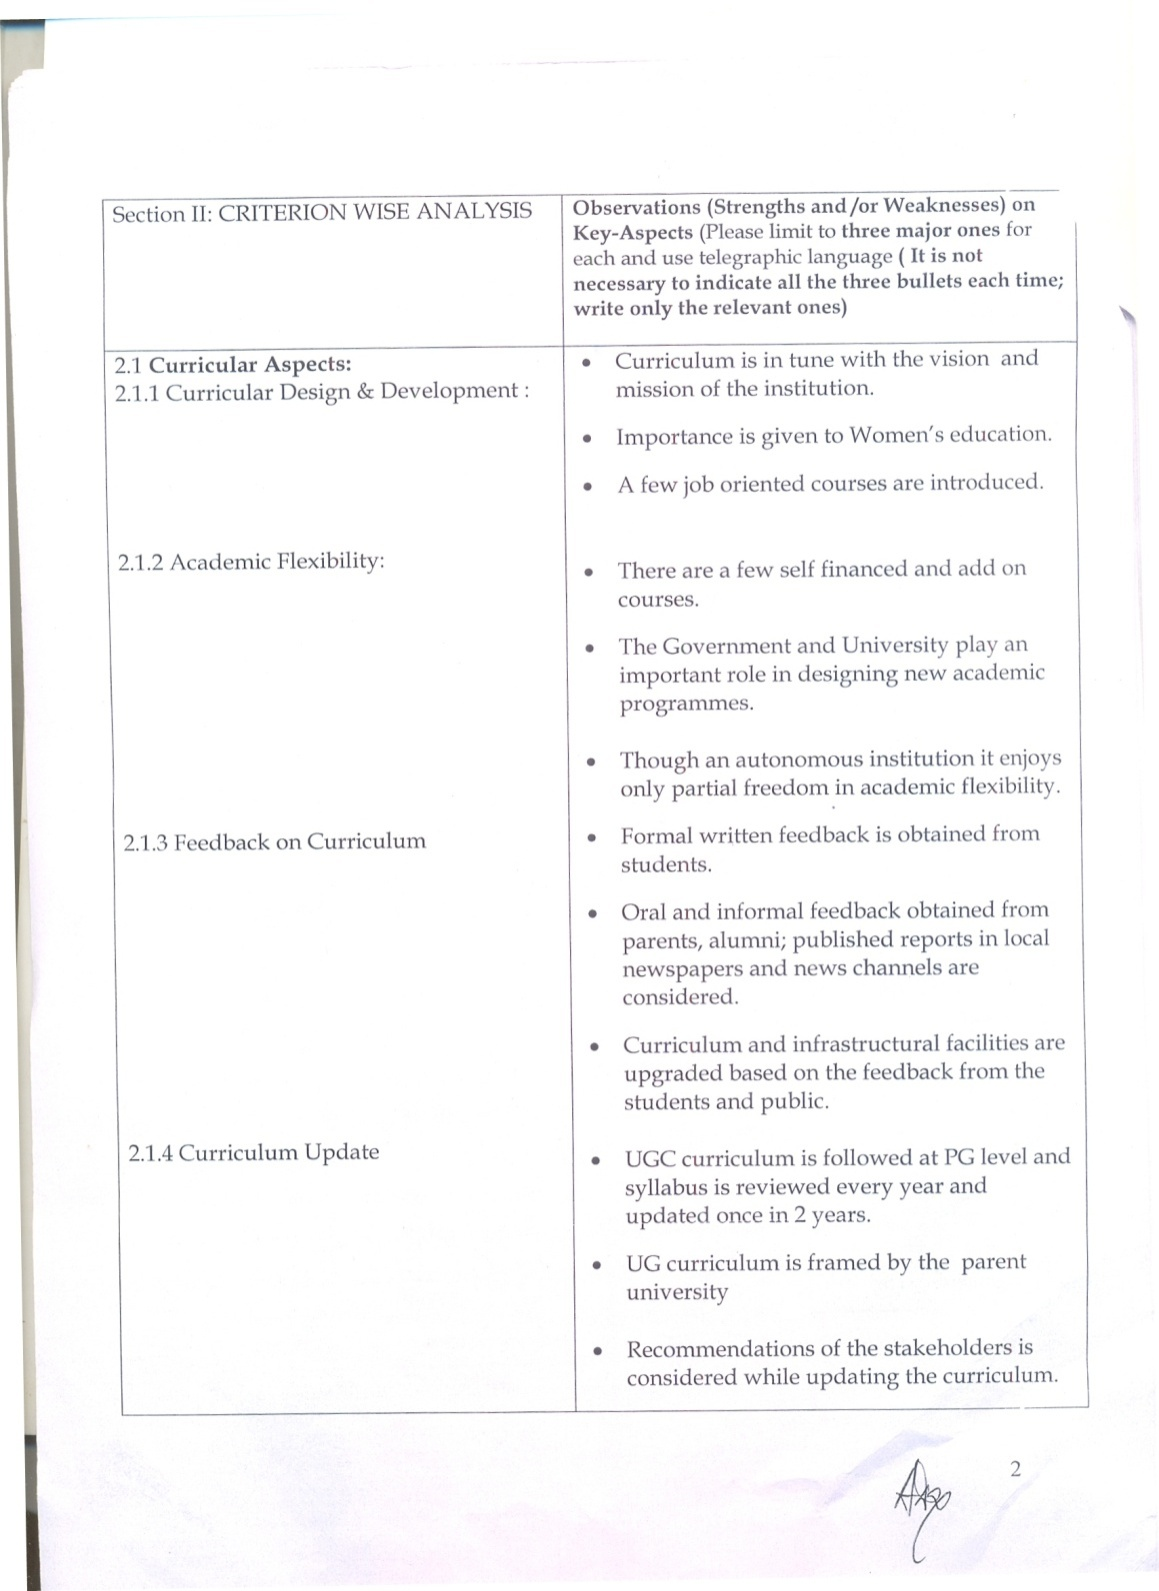 Section II: CRITERION WISE ANALYSIS
Observations (Strengths and/or Weaknesses) on
Key-Aspects (Please limit to three major ones for
each and use telegraphic language ( It is not
necessary to indicate all the three bullets each time;
write only the relevant ones)
2.1 Curricular Aspects:
2.1.1 Curricular Design & Development :
• Curriculum is in tune with the vision and
mission of the institution.
• Importance is given to Women's education.
• A few job oriented courses are introduced.
2.1.2 Academic Flexibility:
• There are a few self financed and add on
courses.
• The Government and University play an
important role in designing new academic
programmes.
• Though an autonomous institution it enjoys
only partial freedom in academic flexibility.
2.1.3 Feedback on Curriculum
• Formal written feedback is obtained from
students.
• Oral and informal feedback obtained from
parents, alumni; published reports in local
newspapers and news channels are
considered.
• Curriculum and infrastructural facilities are
upgraded based on the feedback from the
students and public.
2.1.4 Curriculum Update
• UGC curriculum is followed at PG level and
syllabus is reviewed every year and
updated once in 2 years.
• UG curriculum is framed by the parent
university
• Recommendations of the stakeholders is
considered while updating the curriculum.
2